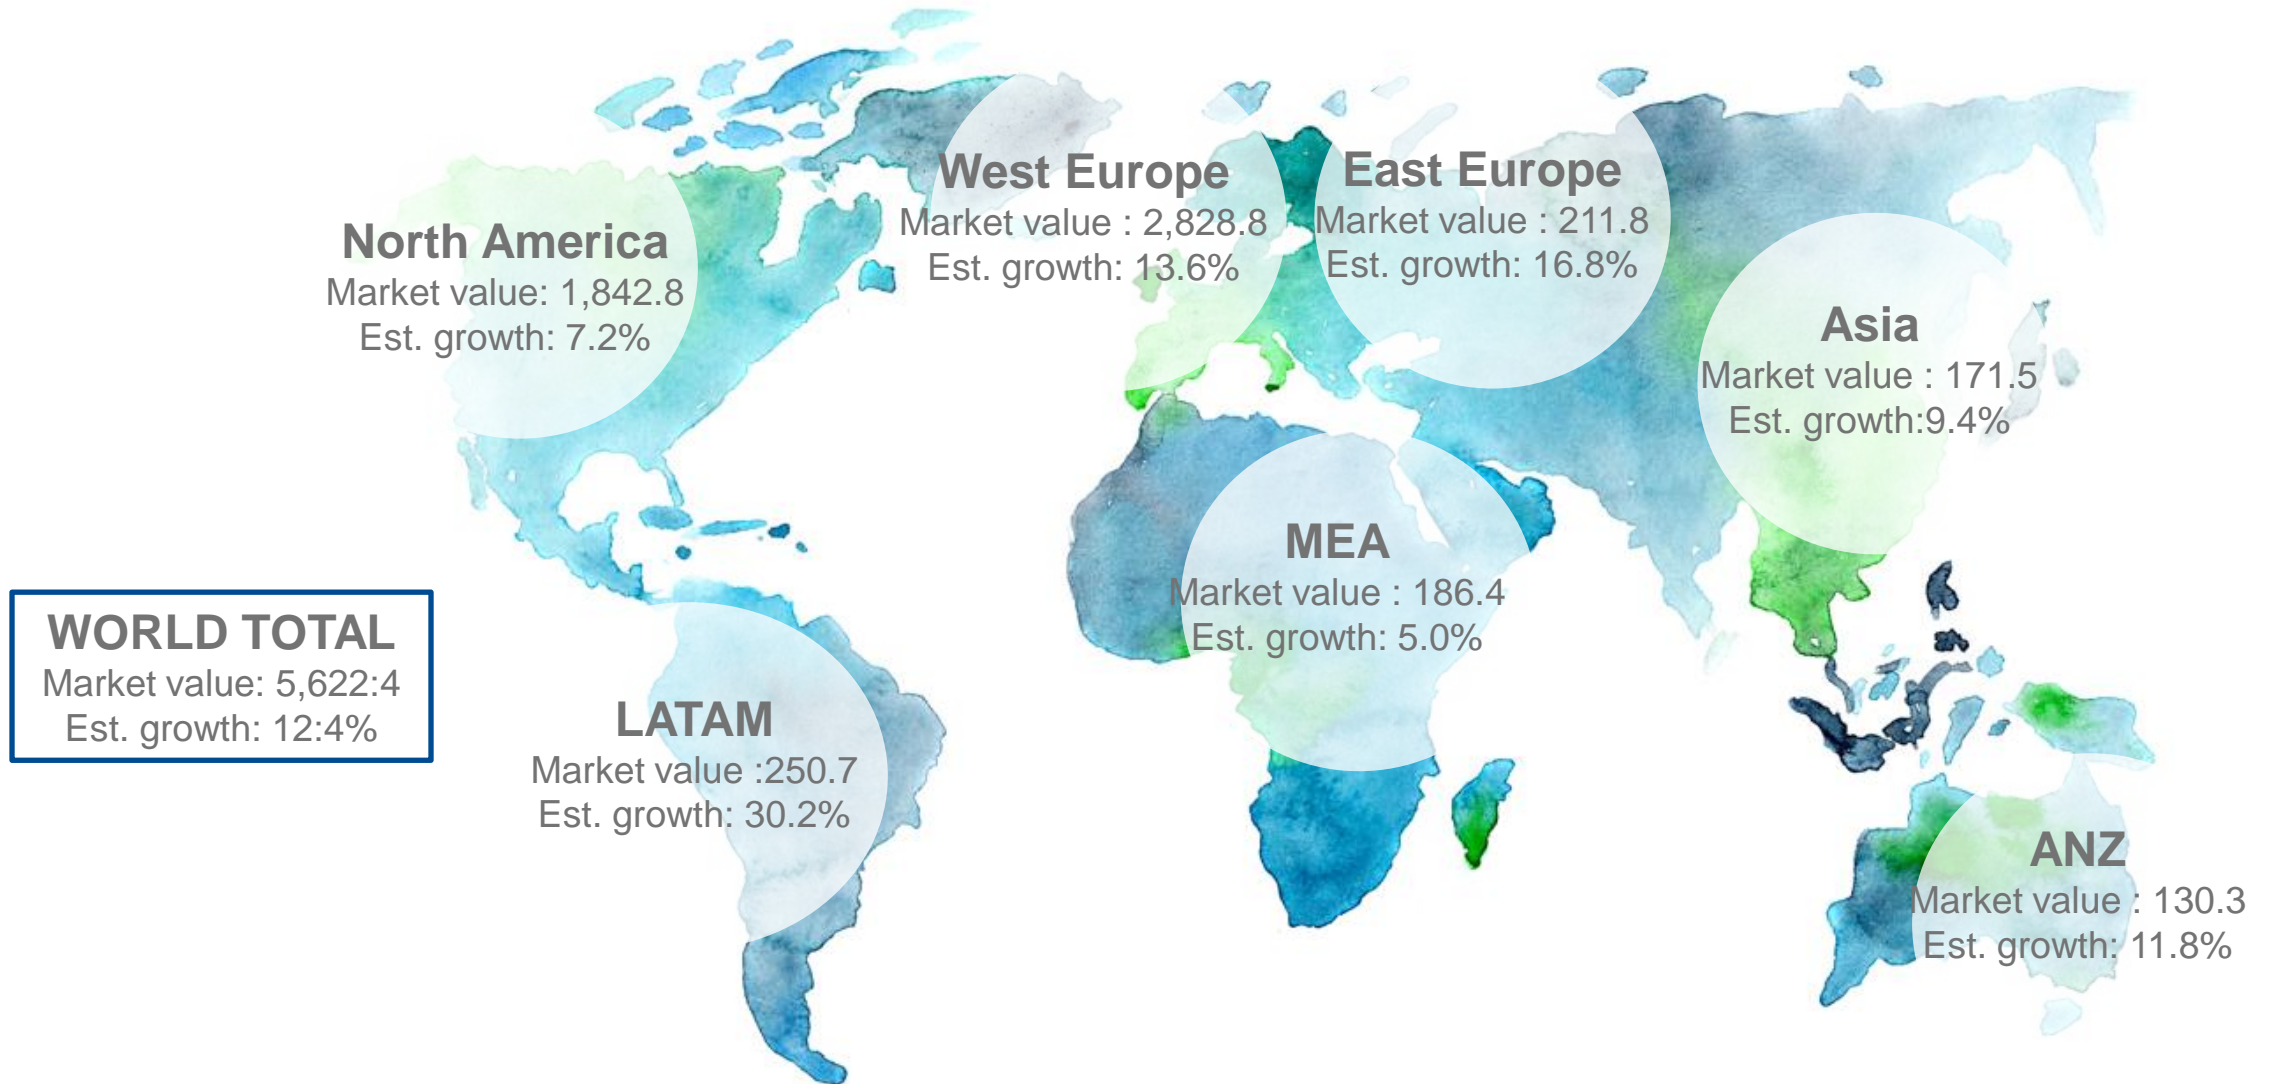 North America
Market value: 1,842.8
Est. growth: 7.2%
West Europe
Market value : 2,828.8
Est. growth: 13.6%
East Europe
Market value : 211.8
Est. growth: 16.8%
Asia
Market value : 171.5
Est. growth:9.4%
MEA
Market value : 186.4
Est. growth: 5.0%
WORLD TOTAL
Market value: 5,622:4
Est. growth: 12:4%
LATAM
Market value :250.7
Est. growth: 30.2%
ANZ
Market value : 130.3
Est. growth: 11.8%